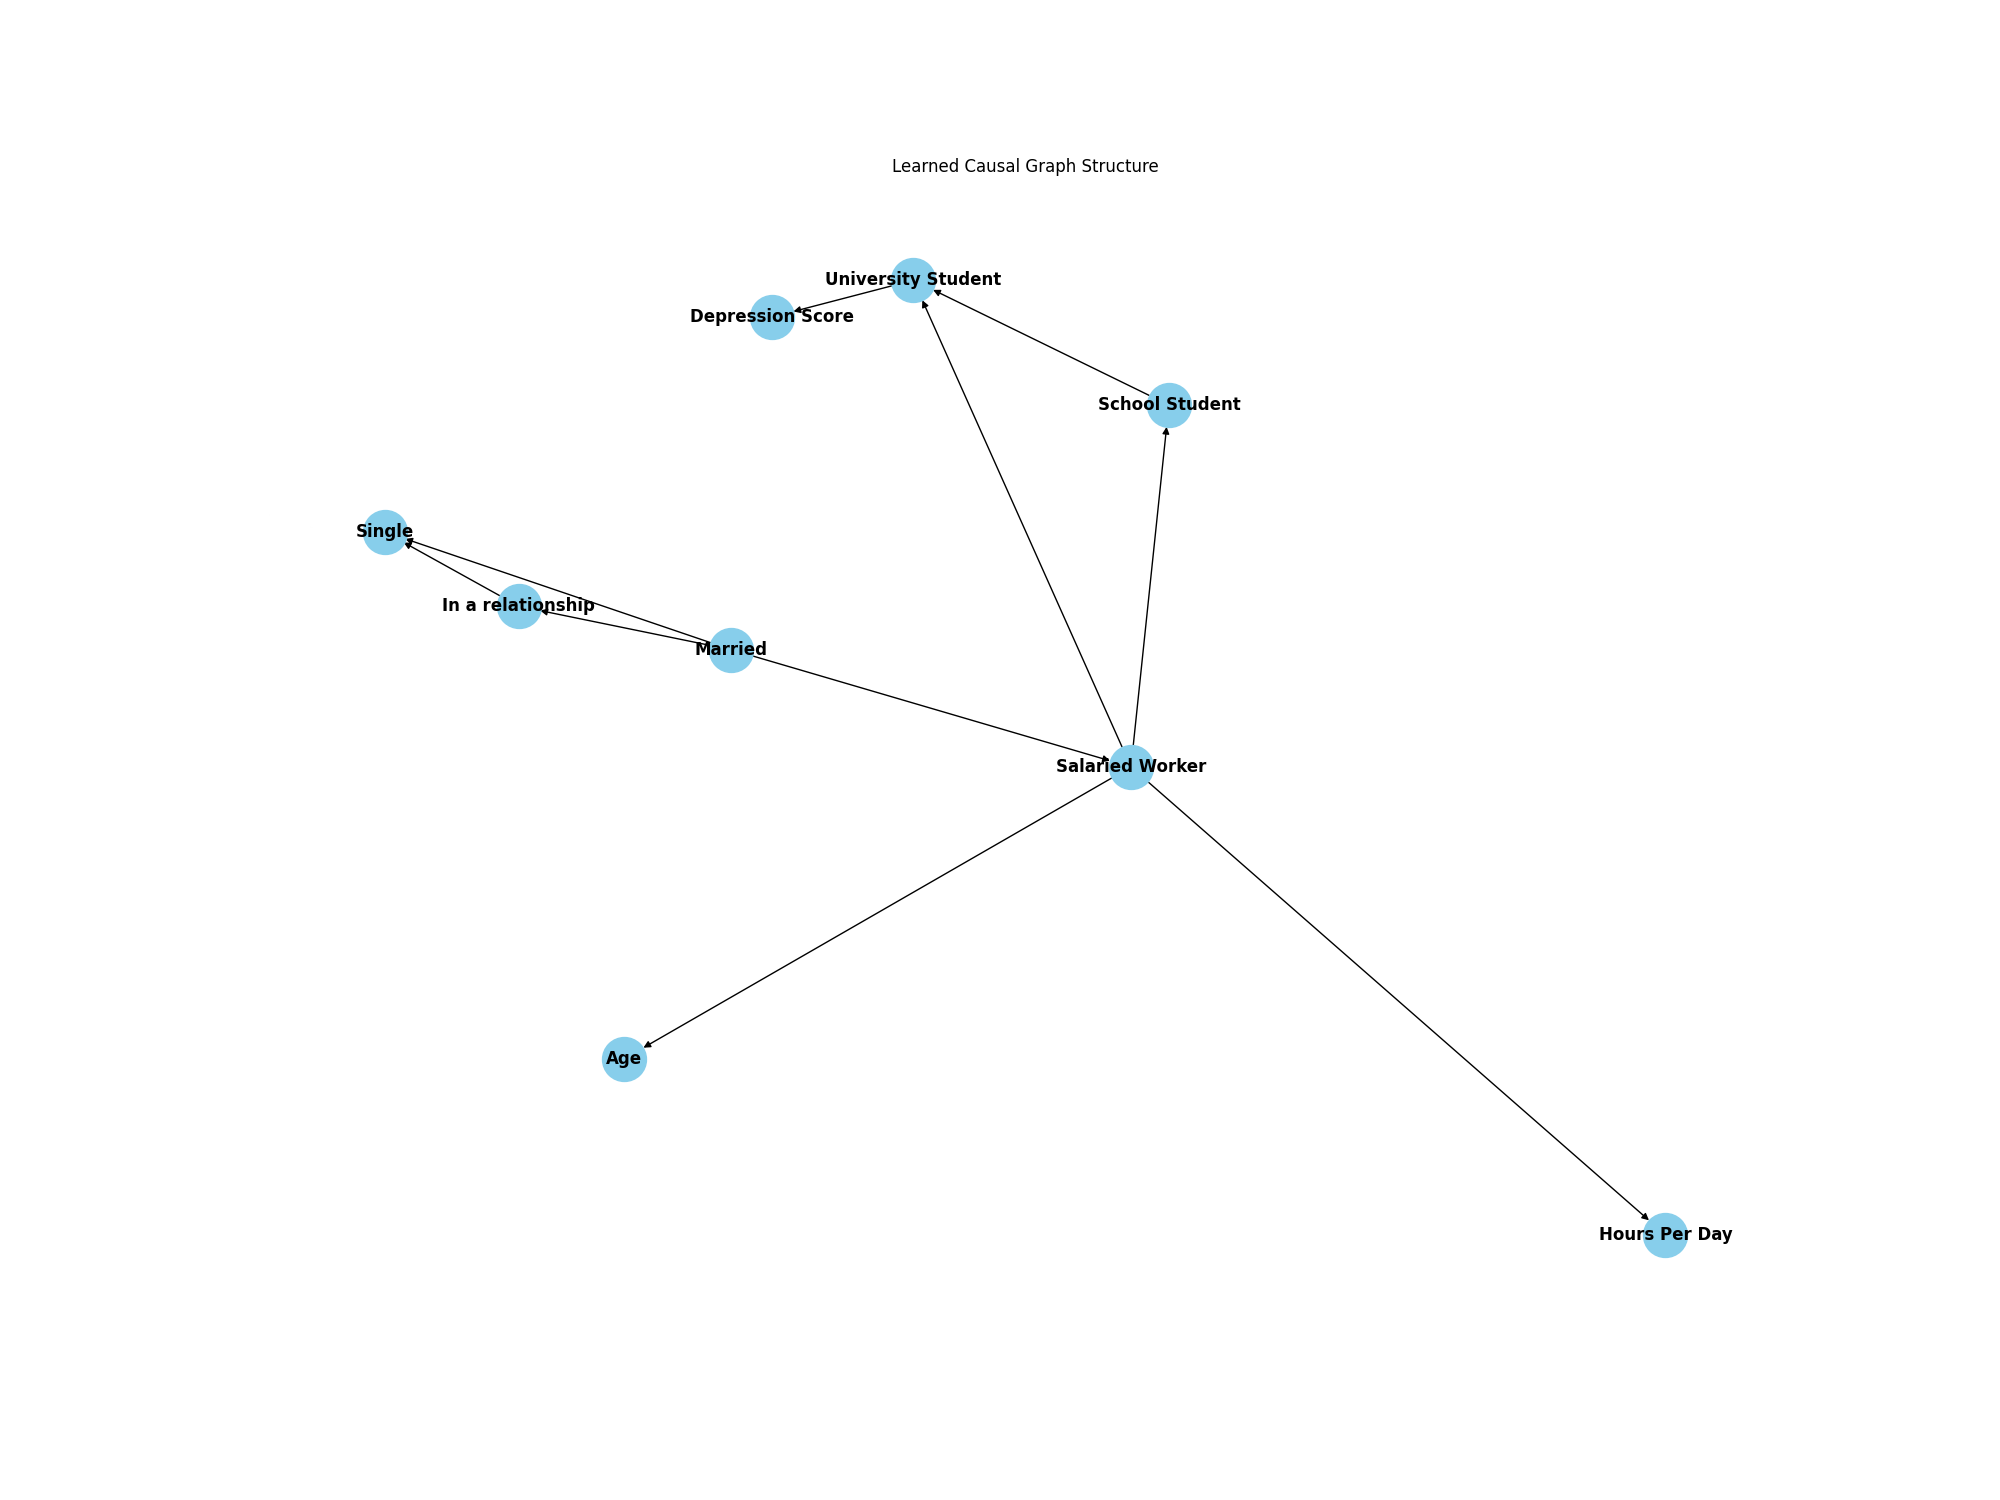 Learned Causal Graph Structure
University Student
Depression Score
School Student
Single
In a relationship
Married
Salaried Worker
Age
Hours Per Day